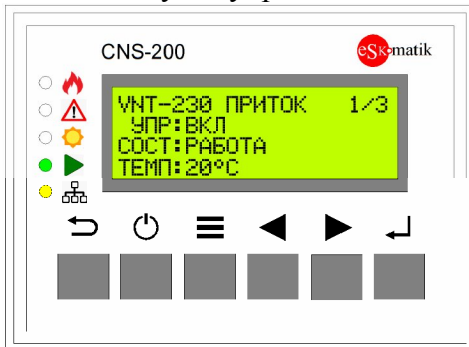 CNS-200
eSK•matik
VNT-230 ПРИТОК 1/3
УПР:ВКЛ
СОСТ:РАБОТА
ТЕМП:20°C